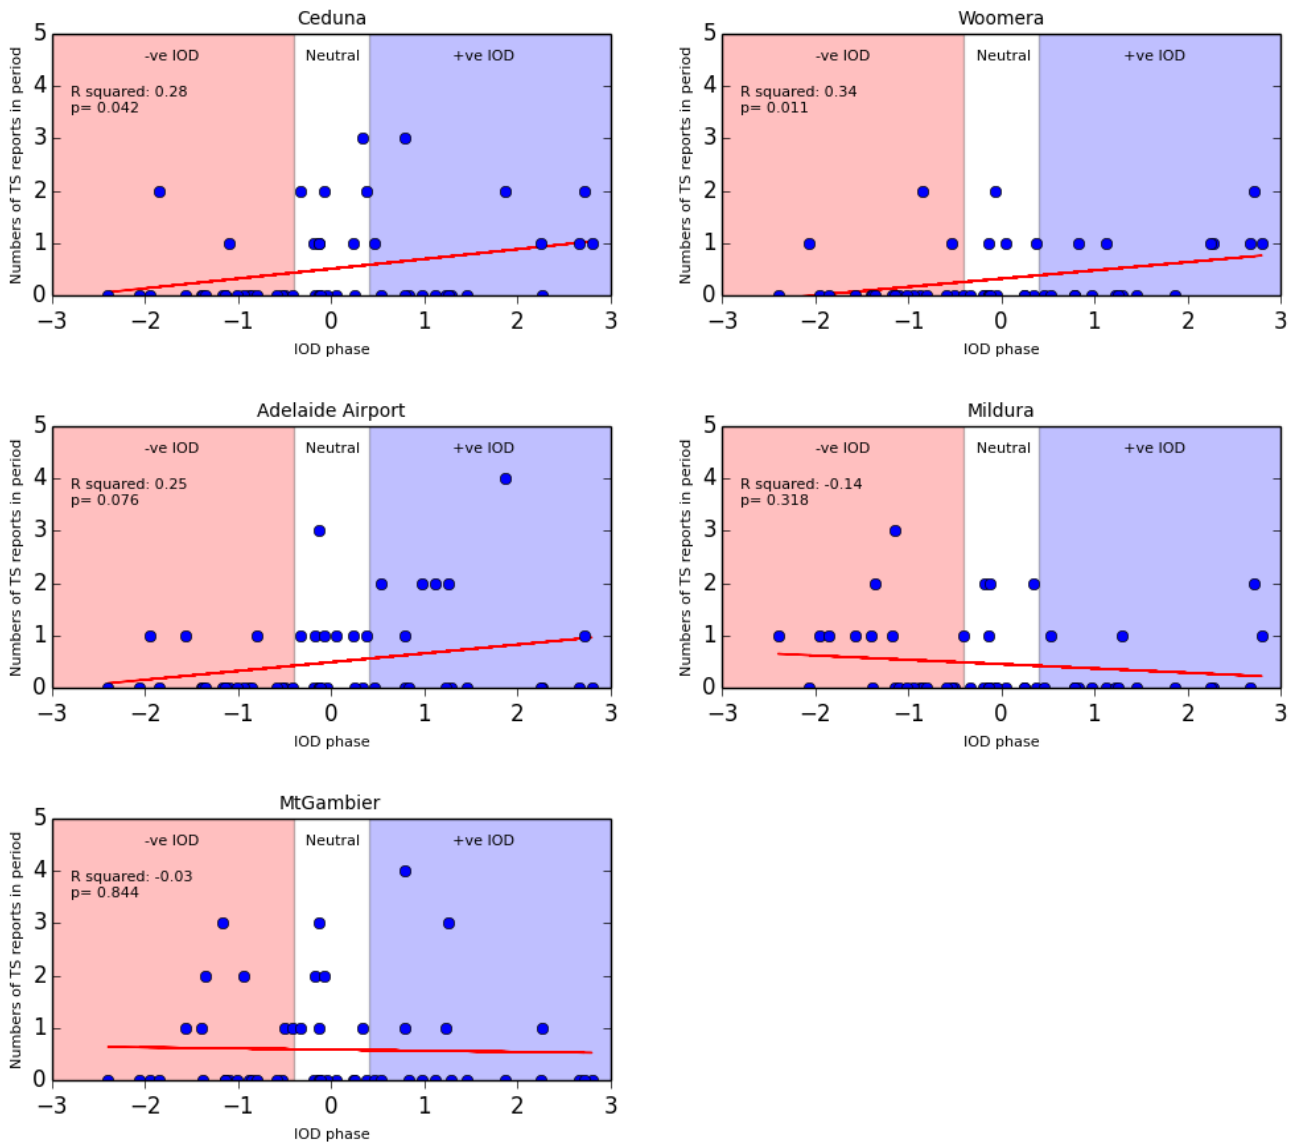 Ceduna
Numbers of TS reports in period
-ve IOD Neutral +ve IOD
R squared: 0.28
p= 0.042
5
4
3
2
1
0
−3 −2 −1 0 1 2 3
IOD phase
Woomera
Numbers of TS reports in period
-ve IOD Neutral +ve IOD
R squared: 0.34
p= 0.011
5
4
3
2
1
0
−3 −2 −1 0 1 2 3
IOD phase
Adelaide Airport
Numbers of TS reports in period
-ve IOD Neutral +ve IOD
R squared: 0.25
p= 0.076
5
4
3
2
1
0
−3 −2 −1 0 1 2 3
IOD phase
Mildura
Numbers of TS reports in period
-ve IOD Neutral +ve IOD
R squared: -0.14
p= 0.318
5
4
3
2
1
0
−3 −2 −1 0 1 2 3
IOD phase
MtGambier
Numbers of TS reports in period
-ve IOD Neutral +ve IOD
R squared: -0.03
p= 0.844
5
4
3
2
1
0
−3 −2 −1 0 1 2 3
IOD phase